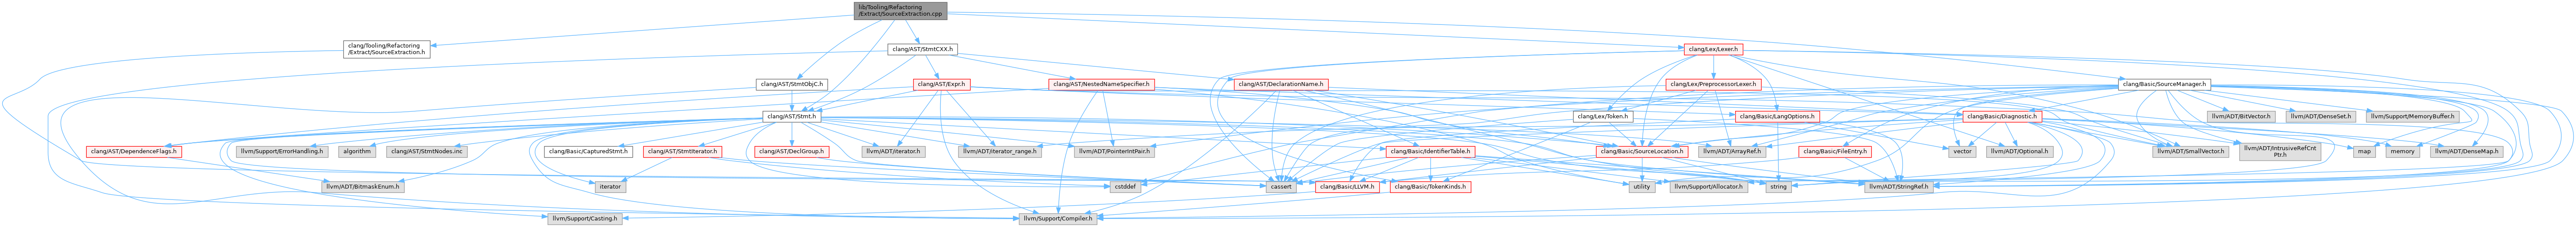 lib/Tooling/Refactoring
/Extract/SourceExtraction.cpp
clang/Tooling/Refactoring
/Extract/SourceExtraction.h
clang/AST/StmtCXX.h
clang/Lex/Lexer.h
clang/AST/StmtObjC.h
clang/AST/Expr.h
clang/AST/NestedNameSpecifier.h
clang/AST/DeclarationName.h
clang/Lex/PreprocessorLexer.h
clang/Basic/SourceManager.h
clang/AST/Stmt.h
clang/Lex/Token.h
clang/Basic/LangOptions.h
clang/Basic/Diagnostic.h
llvm/ADT/BitVector.h
llvm/ADT/DenseSet.h
llvm/Support/MemoryBuffer.h
clang/AST/DependenceFlags.h
llvm/Support/ErrorHandling.h
algorithm
clang/AST/StmtNodes.inc
clang/Basic/CapturedStmt.h
clang/AST/StmtIterator.h
clang/AST/DeclGroup.h
llvm/ADT/iterator.h
llvm/ADT/iterator_range.h
llvm/ADT/PointerIntPair.h
clang/Basic/IdentifierTable.h
clang/Basic/SourceLocation.h
clang/Basic/FileEntry.h
llvm/ADT/ArrayRef.h
vector
llvm/ADT/Optional.h
llvm/ADT/SmallVector.h
llvm/ADT/IntrusiveRefCnt
Ptr.h
map
memory
llvm/ADT/DenseMap.h
llvm/ADT/BitmaskEnum.h
iterator
cstddef
cassert
clang/Basic/LLVM.h
clang/Basic/TokenKinds.h
utility
llvm/Support/Allocator.h
string
llvm/ADT/StringRef.h
llvm/Support/Casting.h
llvm/Support/Compiler.h